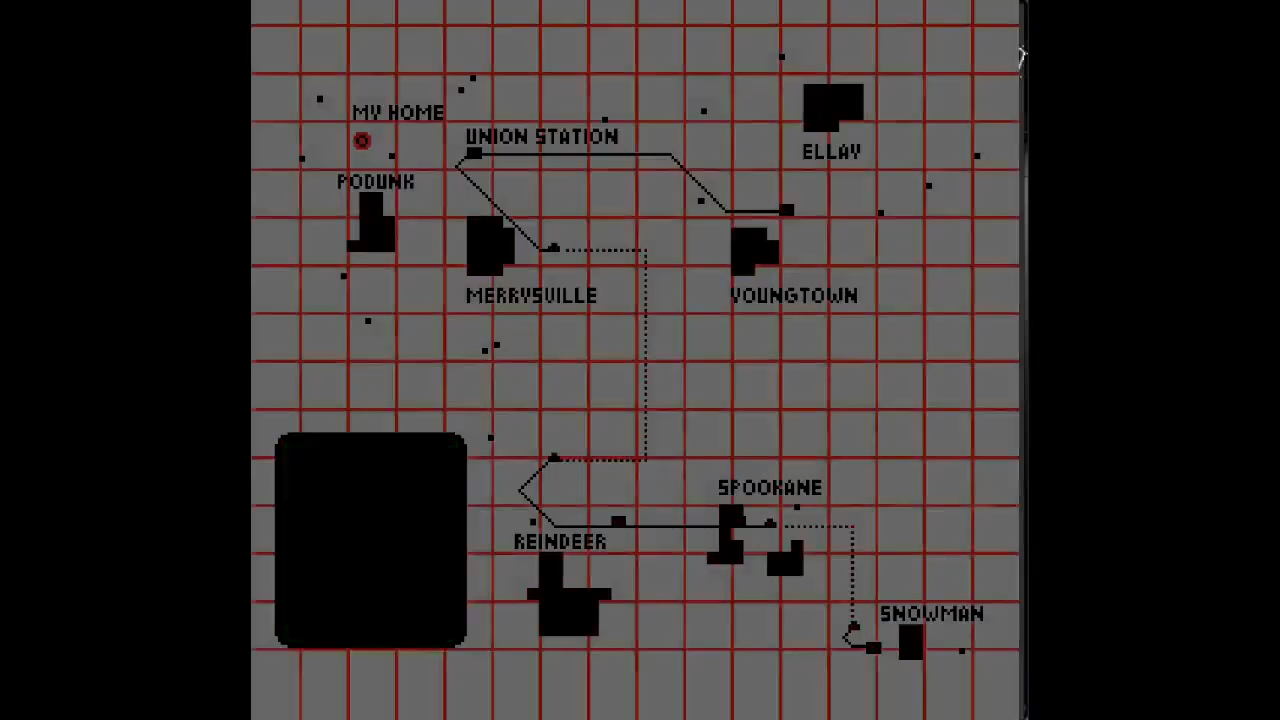 MY HOME
UNION STATION
ELLAY
PODUNK
MERRYSVILLE
YOUNGTOWN
SPOOKANE
REINDEER
SNOWMAN